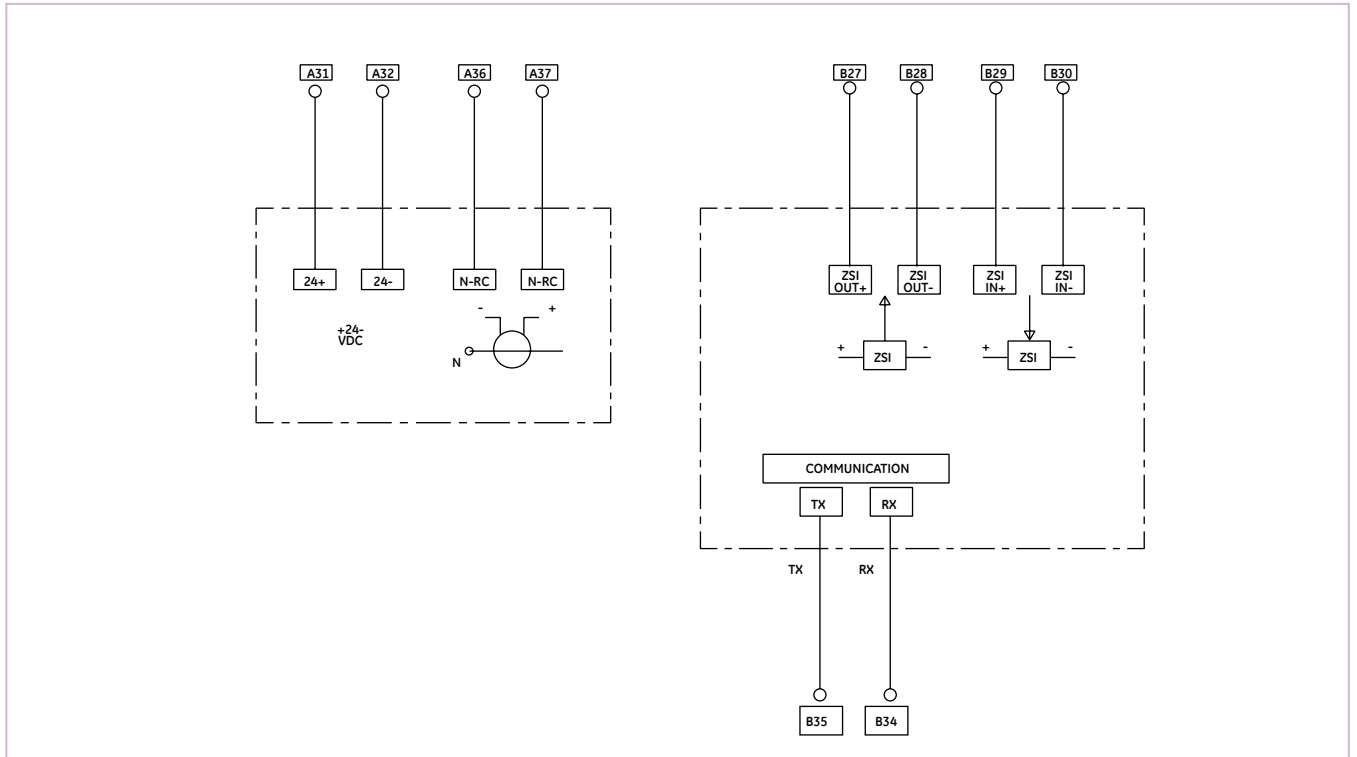 A31 A32 A36 A37 B27 B28 B29 B30
24+ 24- N-RC N-RC
ZSI OUT+ ZSI OUT- ZSI IN+ ZSI IN-
- +
+24-
VDC
N
+ ZSI - + ZSI -
COMMUNICATION
TX RX
TX RX
B35 B34